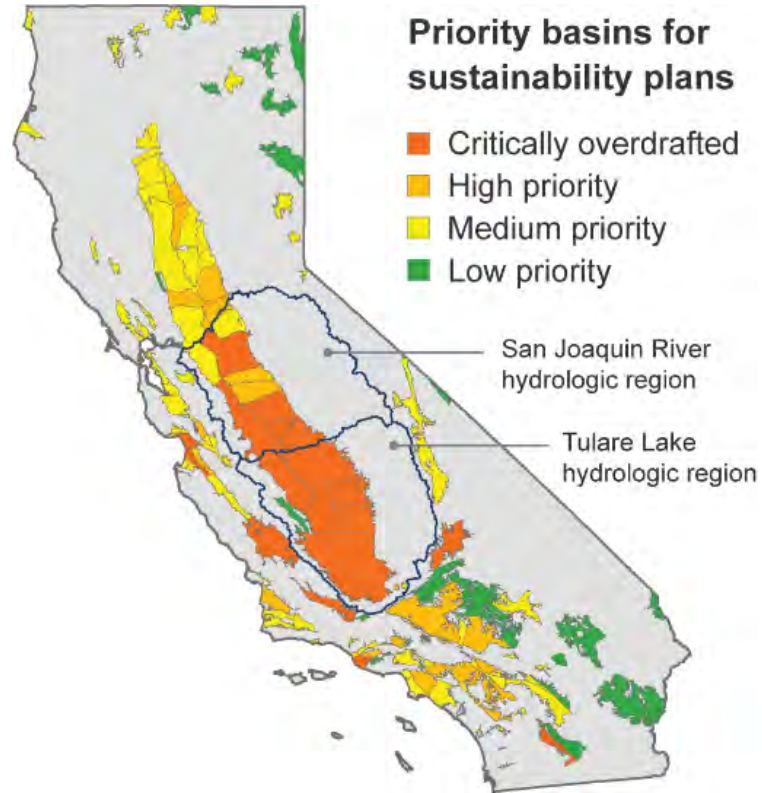 Priority basins for
sustainability plans
Critically overdrafted
High priority
Medium priority
Low priority
San Joaquin River
hydrologic region
Tulare Lake
hydrologic region